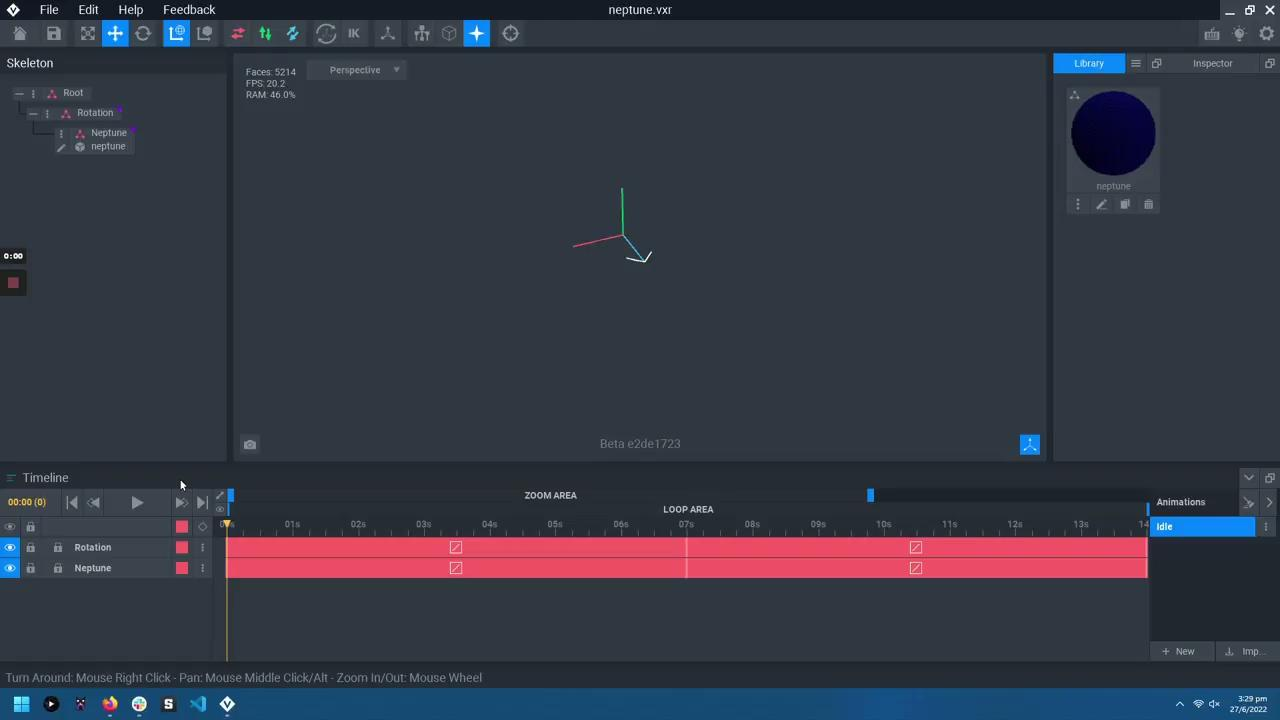 File Edit Help Feedback
neptune.vxr
IK
Skeleton
Root
Rotation
Neptune
neptune
0:00
Faces: 5214
FPS: 20.2
RAM: 46.0%
Perspective
Beta e2de1723
Library
Inspector
neptune
Timeline
00:00 (0)
ZOOM AREA
LOOP AREA
01s 02s 03s 04s 05s 06s 07s 08s 09s 10s 11s 12s 13s 14
Rotation
Neptune
Animations
Idle
New
Imp...
Turn Around: Mouse Right Click - Pan: Mouse Middle Click/Alt - Zoom In/Out: Mouse Wheel
3:29 pm
27/6/2022